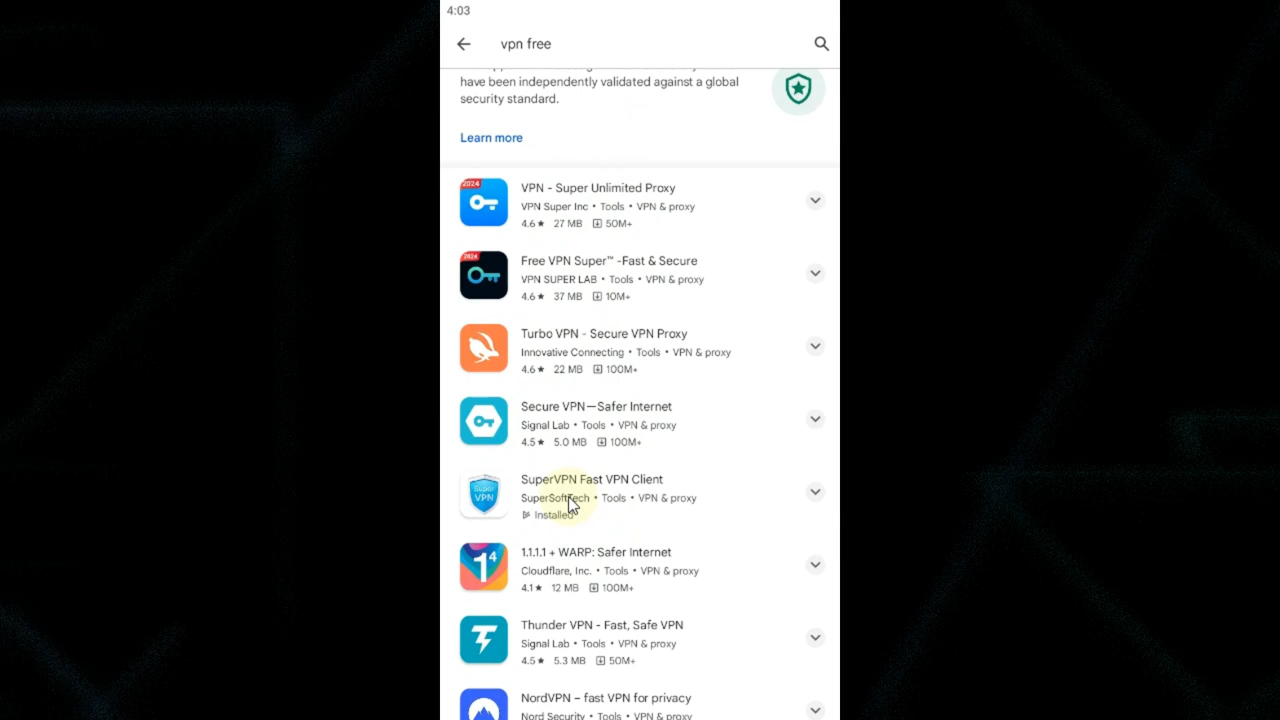 4:03
vpn free
have been independently validated against a global
security standard.
Learn more
2024
VPN - Super Unlimited Proxy
VPN Super Inc • Tools • VPN & proxy
4.6★ 27 MB 50M+
2024
Free VPN Super™ -Fast & Secure
VPN SUPER LAB • Tools • VPN & proxy
4.6★ 37 MB 10M+
Turbo VPN - Secure VPN Proxy
Innovative Connecting • Tools • VPN & proxy
4.6★ 22 MB 100M+
Secure VPN—Safer Internet
Signal Lab • Tools • VPN & proxy
4.5★ 5.0 MB 100M+
Super
VPN
SuperVPN Fast VPN Client
SuperSoftTech • Tools • VPN & proxy
Installed
1⁴
1.1.1.1 + WARP: Safer Internet
Cloudflare, Inc. • Tools • VPN & proxy
4.1★ 12 MB 100M+
Thunder VPN - Fast, Safe VPN
Signal Lab • Tools • VPN & proxy
4.5★ 5.3 MB 50M+
NordVPN – fast VPN for privacy
Nord Security • Tools • VPN & proxy